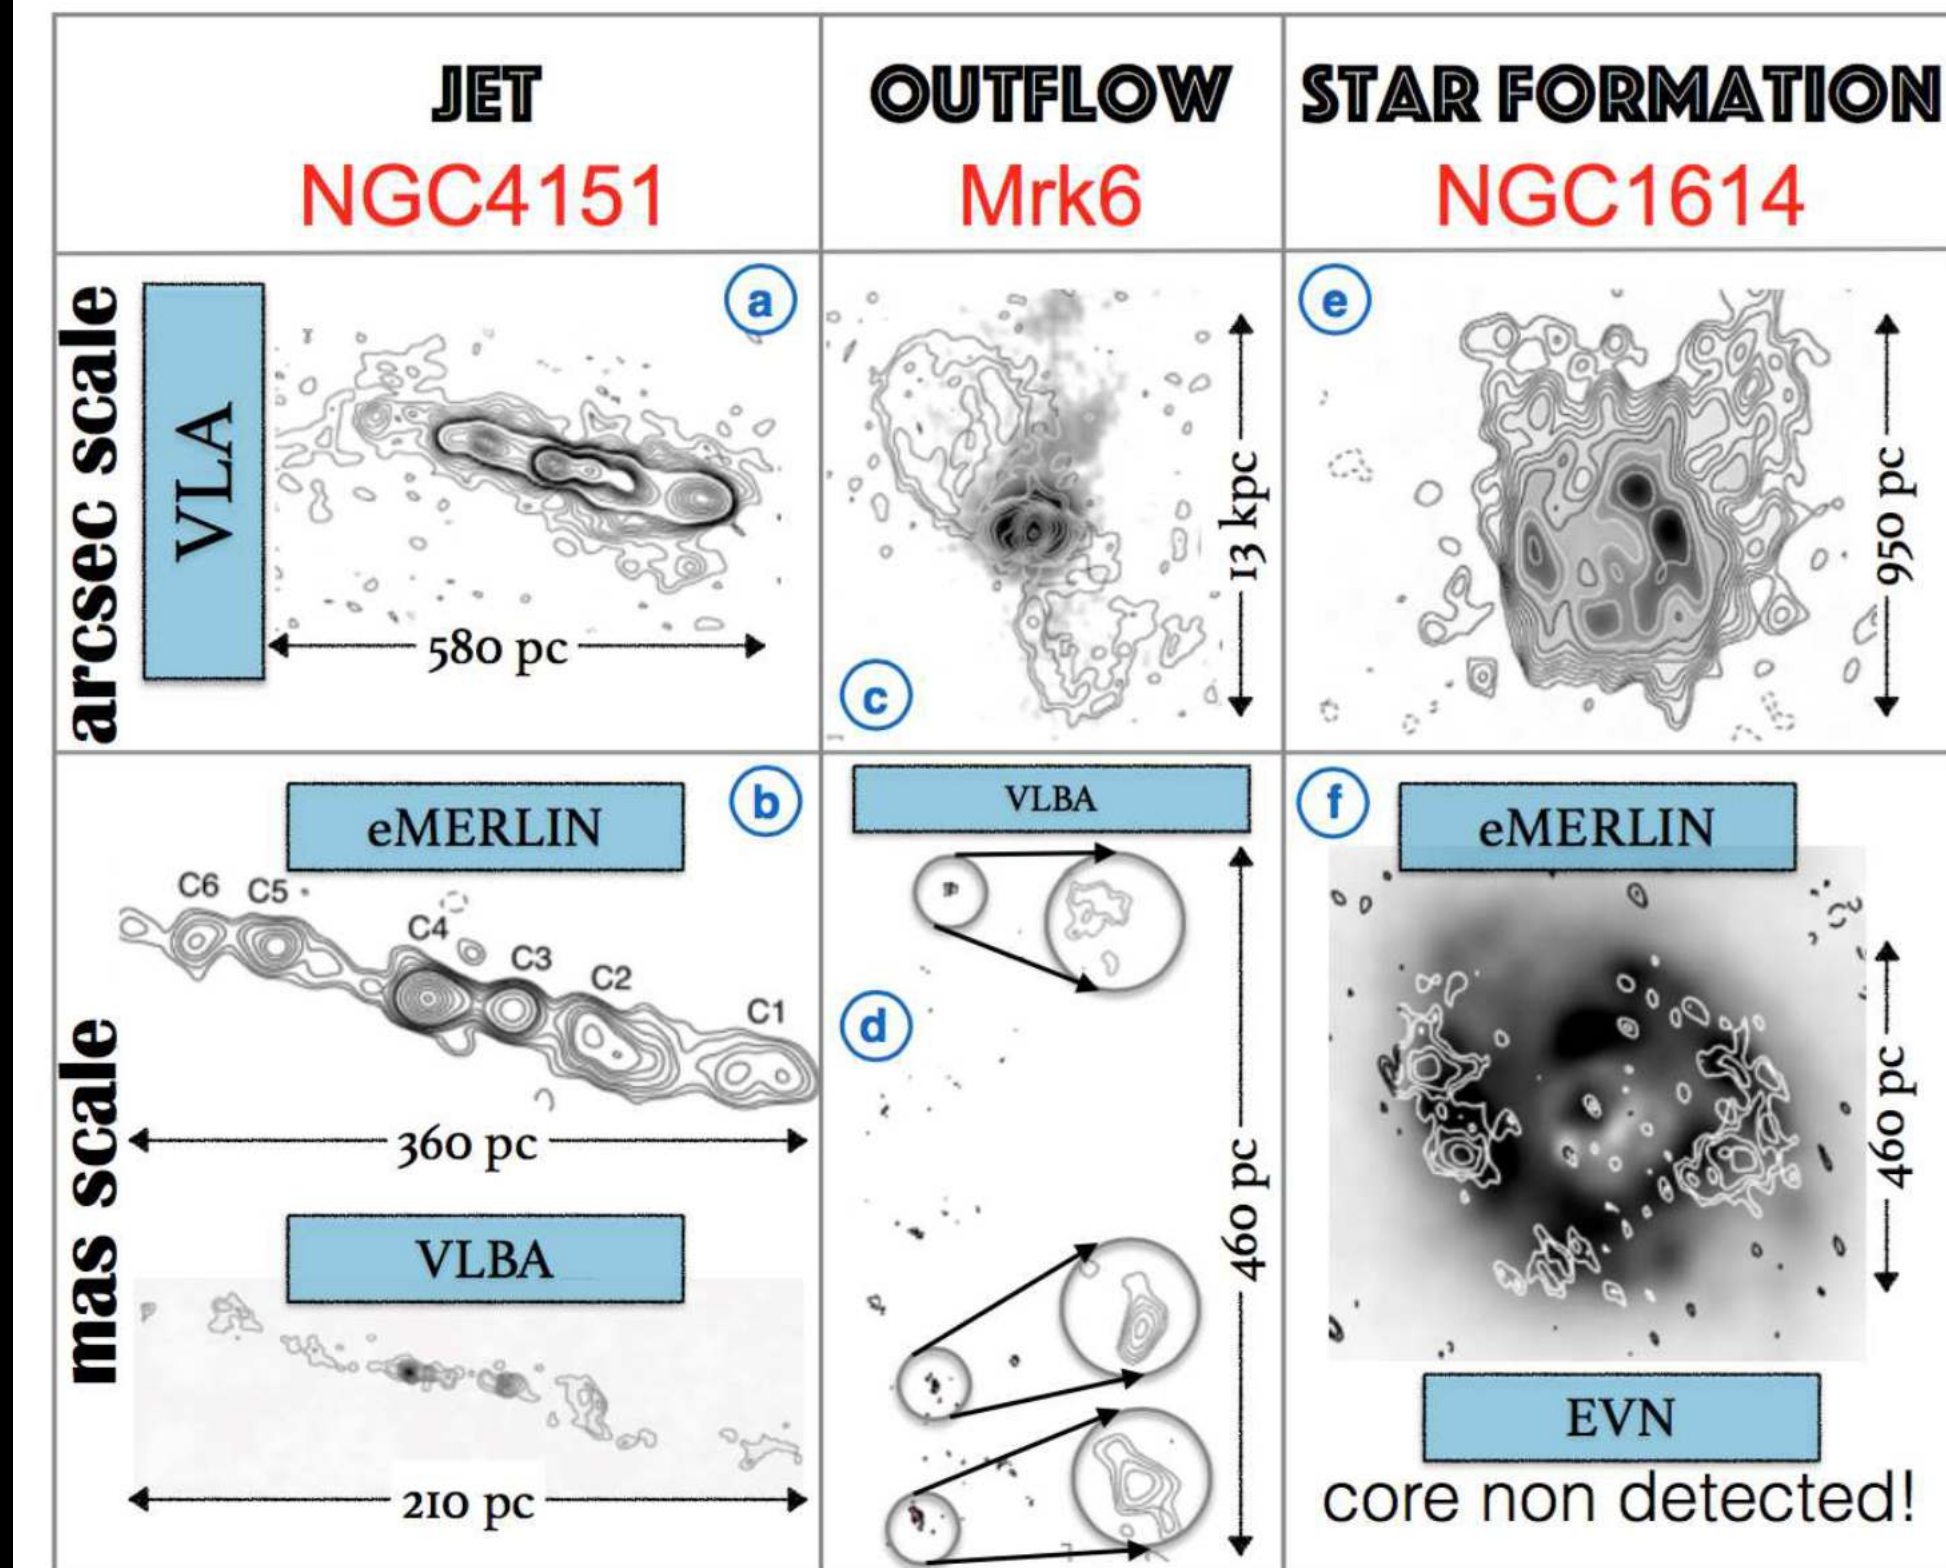 JET
NGC4151
OUTFLOW
Mrk6
STAR FORMATION
NGC1614
arcsec scale
VLA
a
580 pc
c
13 kpc
e
950 pc
mas scale
eMERLIN
b
C6
C5
C4
C3
C2
C1
360 pc
VLBA
210 pc
VLBA
d
460 pc
f
eMERLIN
460 pc
EVN
core non detected!